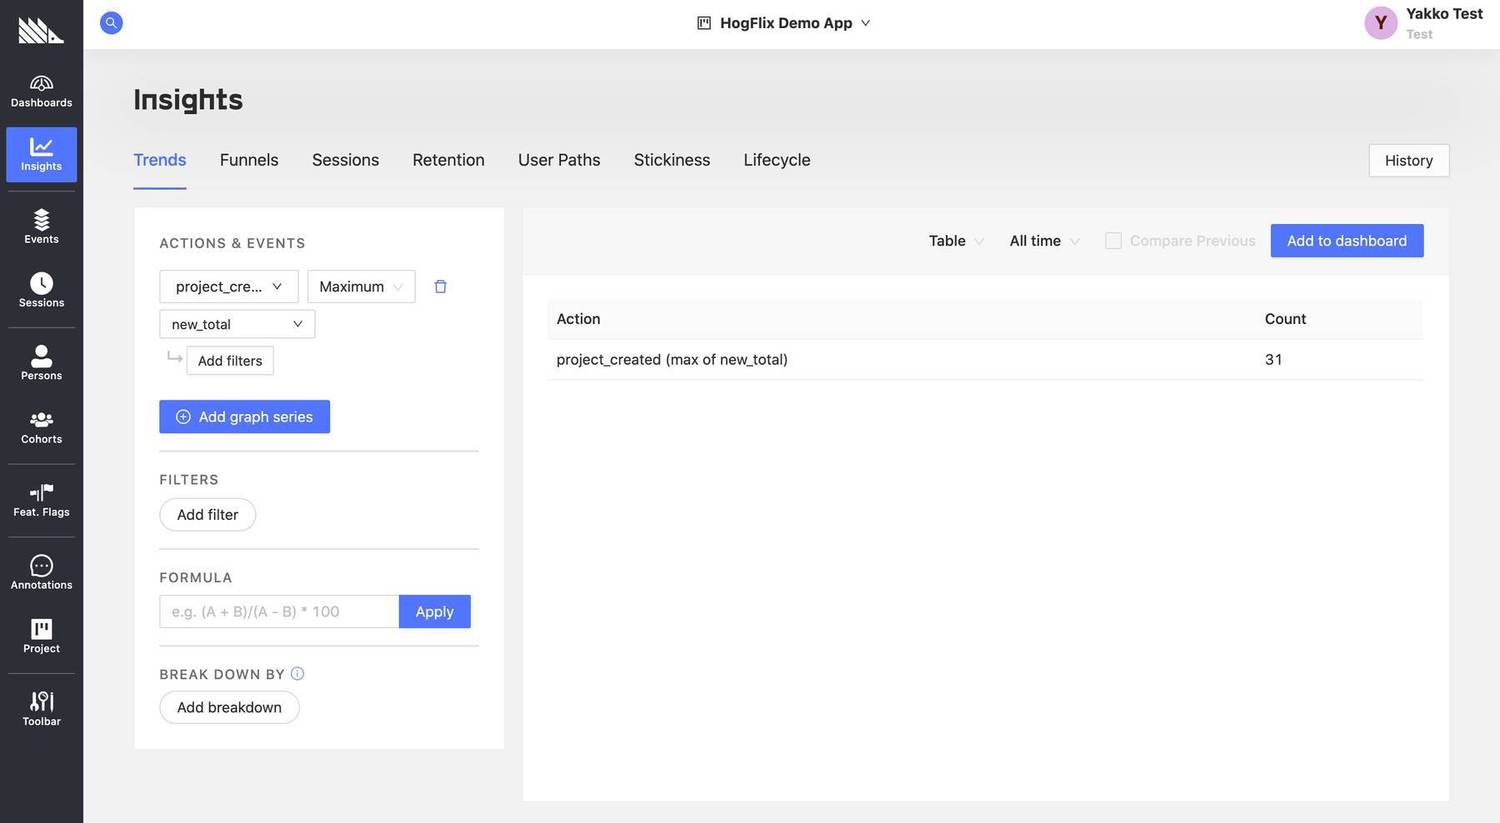 HogFlix Demo App
Y
Yakko Test
Test
Dashboards
Insights
Events
Sessions
Persons
Cohorts
Feat. Flags
Annotations
Project
Toolbar
Insights
Trends
Funnels
Sessions
Retention
User Paths
Stickiness
Lifecycle
History
ACTIONS & EVENTS
project_cre...
Maximum
new_total
Add filters
Add graph series
FILTERS
Add filter
FORMULA
e.g. (A + B)/(A - B) * 100
Apply
BREAK DOWN BY
Add breakdown
Table
All time
Compare Previous
Add to dashboard
Action
Count
project_created (max of new_total)
31